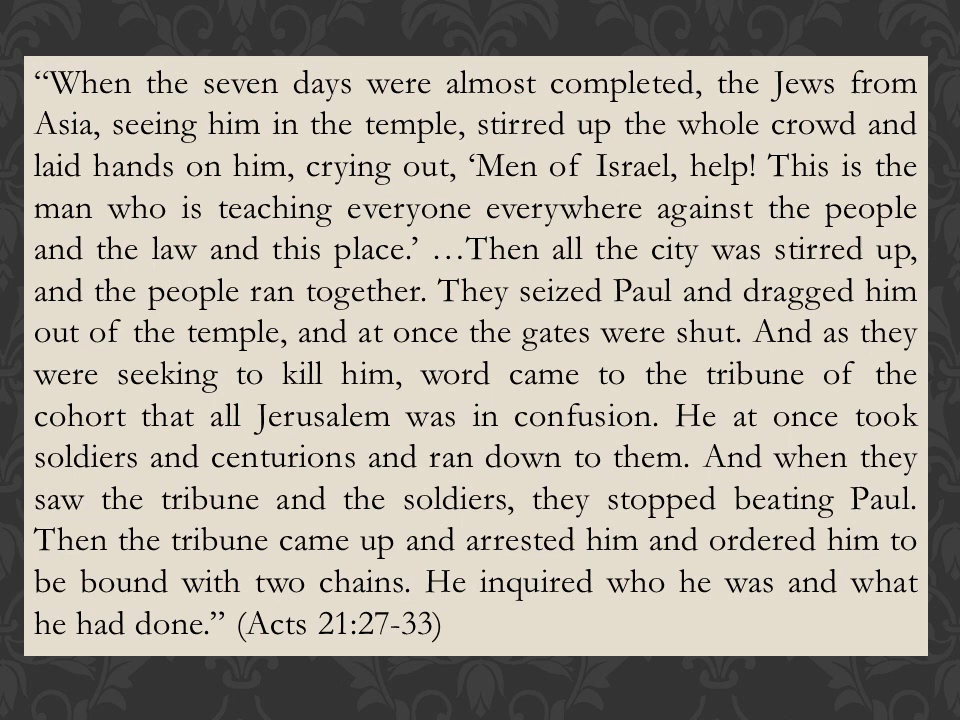 “When the seven days were almost completed, the Jews from
Asia, seeing him in the temple, stirred up the whole crowd and
laid hands on him, crying out, ‘Men of Israel, help! This is the
man who is teaching everyone everywhere against the people
and the law and this place.’ …Then all the city was stirred up,
and the people ran together. They seized Paul and dragged him
out of the temple, and at once the gates were shut. And as they
were seeking to kill him, word came to the tribune of the
cohort that all Jerusalem was in confusion. He at once took
soldiers and centurions and ran down to them. And when they
saw the tribune and the soldiers, they stopped beating Paul.
Then the tribune came up and arrested him and ordered him to
be bound with two chains. He inquired who he was and what
he had done.” (Acts 21:27-33)